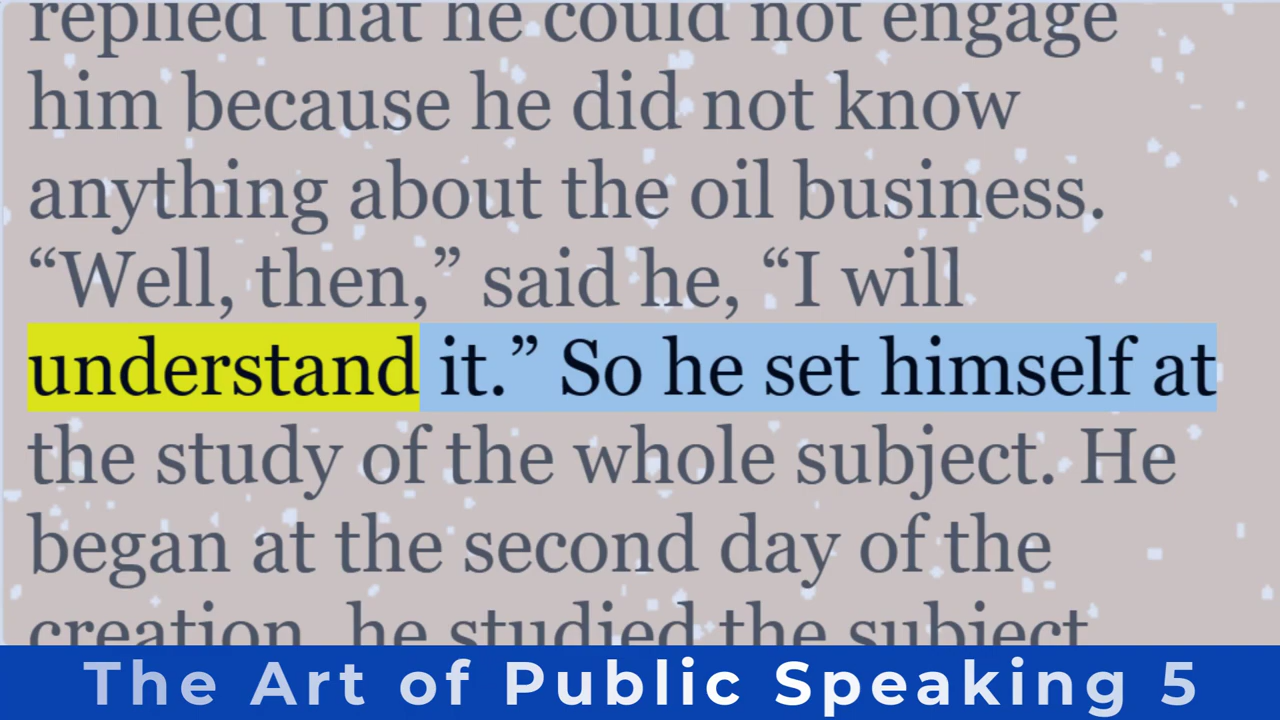 replied that he could not engage
him because he did not know
anything about the oil business.
“Well, then,” said he, “I will
understand it.” So he set himself at
the study of the whole subject. He
began at the second day of the
creation, he studied the subject
The Art of Public Speaking 5